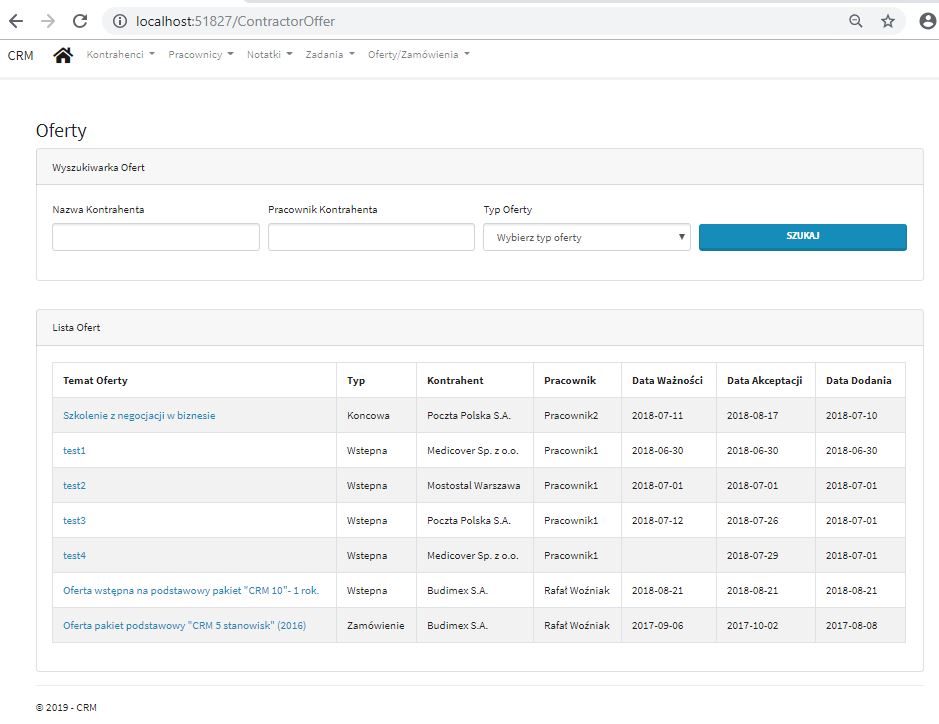 localhost:51827/ContractorOffer
CRM Kontrahenci Pracownicy Notatki Zadania Oferty/Zamówienia
Oferty
Wyszukiwarka Ofert
Nazwa Kontrahenta Pracownik Kontrahenta Typ Oferty
Wybierz typ oferty SZUKAJ
Lista Ofert
Temat Oferty Typ Kontrahent Pracownik Data Ważności Data Akceptacji Data Dodania
Szkolenie z negocjacji w biznesie Koncowa Poczta Polska S.A. Pracownik2 2018-07-11 2018-08-17 2018-07-10
test1 Wstepna Medicover Sp. z o.o. Pracownik1 2018-06-30 2018-06-30 2018-06-30
test2 Wstepna Mostostal Warszawa Pracownik1 2018-07-01 2018-07-01 2018-07-01
test3 Wstepna Poczta Polska S.A. Pracownik1 2018-07-12 2018-07-26 2018-07-01
test4 Wstepna Medicover Sp. z o.o. Pracownik1 2018-07-29 2018-07-01
Oferta wstępna na podstawowy pakiet "CRM 10"- 1 rok. Wstepna Budimex S.A. Rafał Woźniak 2018-08-21 2018-08-21 2018-08-21
Oferta pakiet podstawowy "CRM 5 stanowisk" (2016) Zamówienie Budimex S.A. Rafał Woźniak 2017-09-06 2017-10-02 2017-08-08
© 2019 - CRM